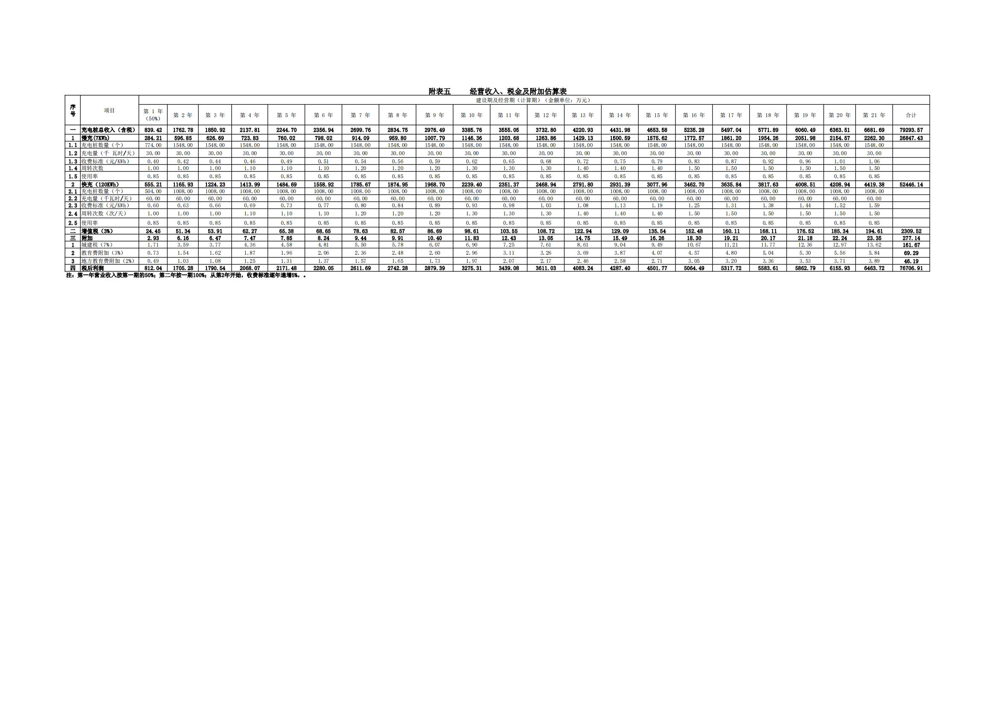 附表五 经营收入、税金及附加估算表
序号 项目 建设期及经营期（计算期）（金额单位：万元）
第 1 年（50%） 第 2 年 第 3 年 第 4 年 第 5 年 第 6 年 第 7 年 第 8 年 第 9 年 第 10 年 第 11 年 第 12 年 第 13 年 第 14 年 第 15 年 第 16 年 第 17 年 第 18 年 第 19 年 第 20 年 第 21 年 合计
一 充电桩总收入（含税） 839.42 1762.78 1850.92 2137.81 2244.70 2356.94 2699.76 2834.75 2976.49 3385.76 3555.05 3732.80 4220.93 4431.98 4653.58 5235.28 5497.04 5771.89 6060.49 6363.51 6681.69 79293.57
1 慢充(7KWh) 284.21 596.85 626.69 723.83 760.02 798.02 914.09 959.80 1007.79 1146.36 1203.68 1263.86 1429.13 1500.59 1575.62 1772.57 1861.20 1954.26 2051.98 2154.57 2262.30 26847.43
1.1 充电桩数量（个） 774.00 1548.00 1548.00 1548.00 1548.00 1548.00 1548.00 1548.00 1548.00 1548.00 1548.00 1548.00 1548.00 1548.00 1548.00 1548.00 1548.00 1548.00 1548.00 1548.00 1548.00
1.2 充电量（千 瓦时/天） 30.00 30.00 30.00 30.00 30.00 30.00 30.00 30.00 30.00 30.00 30.00 30.00 30.00 30.00 30.00 30.00 30.00 30.00 30.00 30.00 30.00
1.3 收费标准（元/KWh） 0.40 0.42 0.44 0.46 0.49 0.51 0.54 0.56 0.59 0.62 0.65 0.68 0.72 0.75 0.79 0.83 0.87 0.92 0.96 1.01 1.06
1.4 周转次数 1.00 1.00 1.00 1.10 1.10 1.10 1.20 1.20 1.20 1.30 1.30 1.30 1.40 1.40 1.40 1.50 1.50 1.50 1.50 1.50 1.50
1.5 使用率 0.85 0.85 0.85 0.85 0.85 0.85 0.85 0.85 0.85 0.85 0.85 0.85 0.85 0.85 0.85 0.85 0.85 0.85 0.85 0.85 0.85
2 快充（120KWh） 555.21 1165.93 1224.23 1413.99 1484.69 1558.92 1785.67 1874.95 1968.70 2239.40 2351.37 2468.94 2791.80 2931.39 3077.96 3462.70 3635.84 3817.63 4008.51 4208.94 4419.38 52446.14
2.1 充电桩数量（个） 504.00 1008.00 1008.00 1008.00 1008.00 1008.00 1008.00 1008.00 1008.00 1008.00 1008.00 1008.00 1008.00 1008.00 1008.00 1008.00 1008.00 1008.00 1008.00 1008.00 1008.00
2.2 充电量（千瓦时/天） 60.00 60.00 60.00 60.00 60.00 60.00 60.00 60.00 60.00 60.00 60.00 60.00 60.00 60.00 60.00 60.00 60.00 60.00 60.00 60.00 60.00
2.3 收费标准（元/KWh） 0.60 0.63 0.66 0.69 0.73 0.77 0.80 0.84 0.89 0.93 0.98 1.03 1.08 1.13 1.19 1.25 1.31 1.38 1.44 1.52 1.59
2.4 周转次数（次/天） 1.00 1.00 1.00 1.10 1.10 1.10 1.20 1.20 1.20 1.30 1.30 1.30 1.40 1.40 1.40 1.50 1.50 1.50 1.50 1.50 1.50
2.5 使用率 0.85 0.85 0.85 0.85 0.85 0.85 0.85 0.85 0.85 0.85 0.85 0.85 0.85 0.85 0.85 0.85 0.85 0.85 0.85 0.85 0.85
二 增值税（3%） 24.45 51.34 53.91 62.27 65.38 68.65 78.63 82.57 86.69 98.61 103.55 108.72 122.94 129.09 135.54 152.48 160.11 168.11 176.52 185.34 194.61 2309.52
三 附加 2.93 6.16 6.47 7.47 7.85 8.24 9.44 9.91 10.40 11.83 12.43 13.05 14.75 15.49 16.26 18.30 19.21 20.17 21.18 22.24 23.35 277.14
1 城建税（7%） 1.71 3.59 3.77 4.36 4.58 4.81 5.50 5.78 6.07 6.90 7.25 7.61 8.61 9.04 9.49 10.67 11.21 11.77 12.36 12.97 13.62 161.67
2 教育费附加（3%） 0.73 1.54 1.62 1.87 1.96 2.06 2.36 2.48 2.60 2.96 3.11 3.26 3.69 3.87 4.07 4.57 4.80 5.04 5.30 5.56 5.84 69.29
3 地方教育费附加（2%） 0.49 1.03 1.08 1.25 1.31 1.37 1.57 1.65 1.73 1.97 2.07 2.17 2.46 2.58 2.71 3.05 3.20 3.36 3.53 3.71 3.89 46.19
四 税后利润 812.04 1705.28 1790.54 2068.07 2171.48 2280.05 2611.69 2742.28 2879.39 3275.31 3439.08 3611.03 4083.24 4287.40 4501.77 5064.49 5317.72 5583.61 5862.79 6155.93 6463.72 76706.91
注：第一年营业收入按第一期的50%；第二年按一期100%；从第2年开始，收费标准逐年递增5%，。